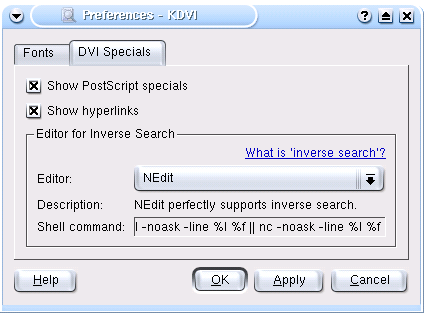 Preferences - KDVI
Fonts
DVI Specials
Show PostScript specials
Show hyperlinks
Editor for Inverse Search
What is 'inverse search'?
Editor: NEdit
Description: NEdit perfectly supports inverse search.
Shell command: l -noask -line %l %f || nc -noask -line %l %f
Help OK Apply Cancel